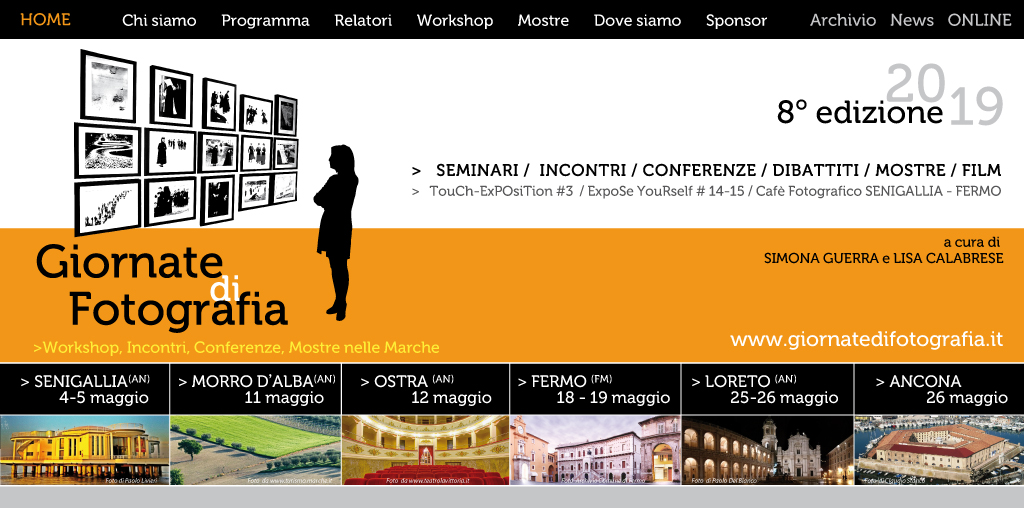 HOME Chi siamo Programma Relatori Workshop Mostre Dove siamo Sponsor Archivio News ONLINE
2019
8° edizione
> SEMINARI / INCONTRI / CONFERENZE / DIBATTITI / MOSTRE / FILM
> TouCh-ExPOsiTion #3 / ExpoSe YouRself # 14-15 / Cafè Fotografico SENIGALLIA - FERMO
a cura di
SIMONA GUERRA e LISA CALABRESE
Giornate
di
Fotografia
www.giornatedifotografia.it
>Workshop, Incontri, Conferenze, Mostre nelle Marche
> SENIGALLIA(AN)
4-5 maggio
> MORRO D'ALBA(AN)
11 maggio
> OSTRA (AN)
12 maggio
> FERMO (FM)
18 - 19 maggio
> LORETO (AN)
25-26 maggio
> ANCONA
26 maggio
Foto di Paolo Livieri
Foto da www.turismo.marche.it
Foto da www.teatrolavittoria.it
Foto di Paolo Del Bianco
Foto di Claudio Stanco